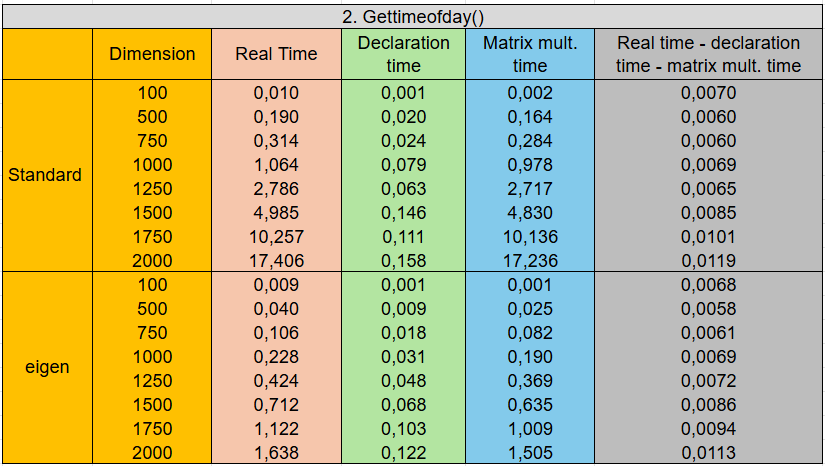 2. Gettimeofday()
Dimension Real Time Declaration time Matrix mult. time Real time - declaration time - matrix mult. time
Standard
100 0,010 0,001 0,002 0,0070
500 0,190 0,020 0,164 0,0060
750 0,314 0,024 0,284 0,0060
1000 1,064 0,079 0,978 0,0069
1250 2,786 0,063 2,717 0,0065
1500 4,985 0,146 4,830 0,0085
1750 10,257 0,111 10,136 0,0101
2000 17,406 0,158 17,236 0,0119
eigen
100 0,009 0,001 0,001 0,0068
500 0,040 0,009 0,025 0,0058
750 0,106 0,018 0,082 0,0061
1000 0,228 0,031 0,190 0,0069
1250 0,424 0,048 0,369 0,0072
1500 0,712 0,068 0,635 0,0086
1750 1,122 0,103 1,009 0,0094
2000 1,638 0,122 1,505 0,0113